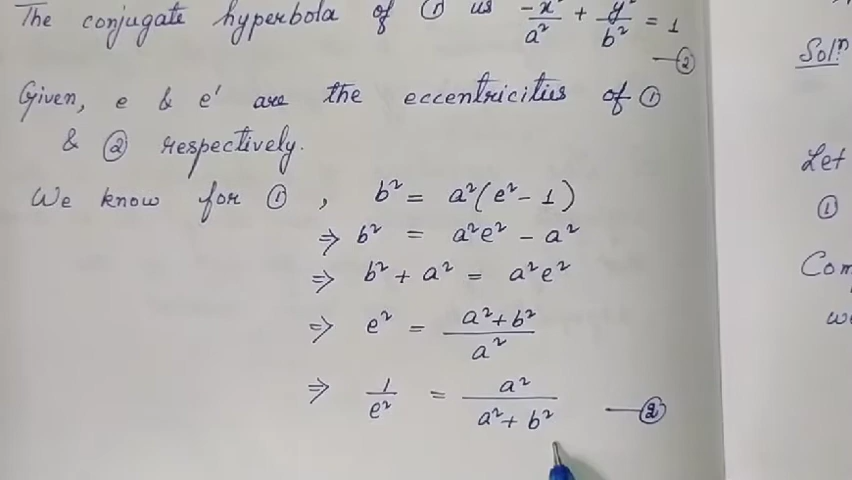 The conjugate hyperbola of ① is -x²/a² + y²/b² = 1
—②
Given, e & e' are the eccentricities of ①
& ② respectively.
We know for ① , b² = a²(e² - 1)
⇒ b² = a²e² - a²
⇒ b² + a² = a²e²
⇒ e² = (a²+b²)/a²
⇒ 1/e² = a²/(a²+b²) —②
Solⁿ
Let
①
Com
we